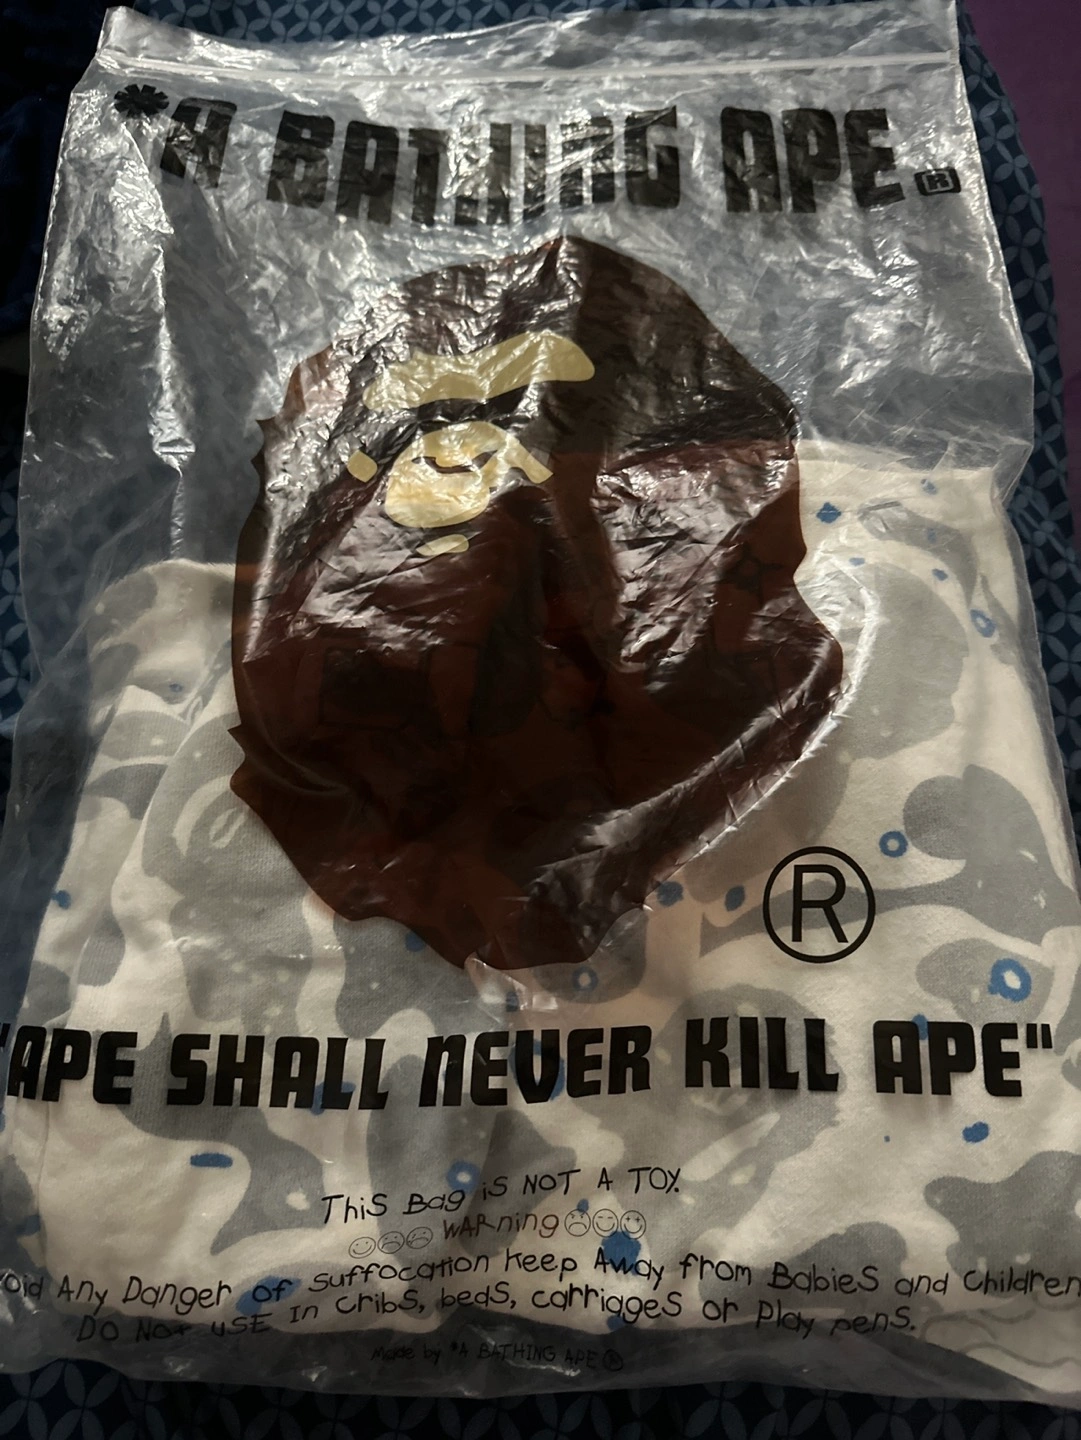 *A BATHING APE®
®
"APE SHALL NEVER KILL APE"
This Bag iS NOT A TOY.
WARning
oid Any Danger of Suffocation Keep Away from BabieS and Children
DO Not USE In CribS, bedS, carriageS or Play penS.
Made by *A BATHING APE®